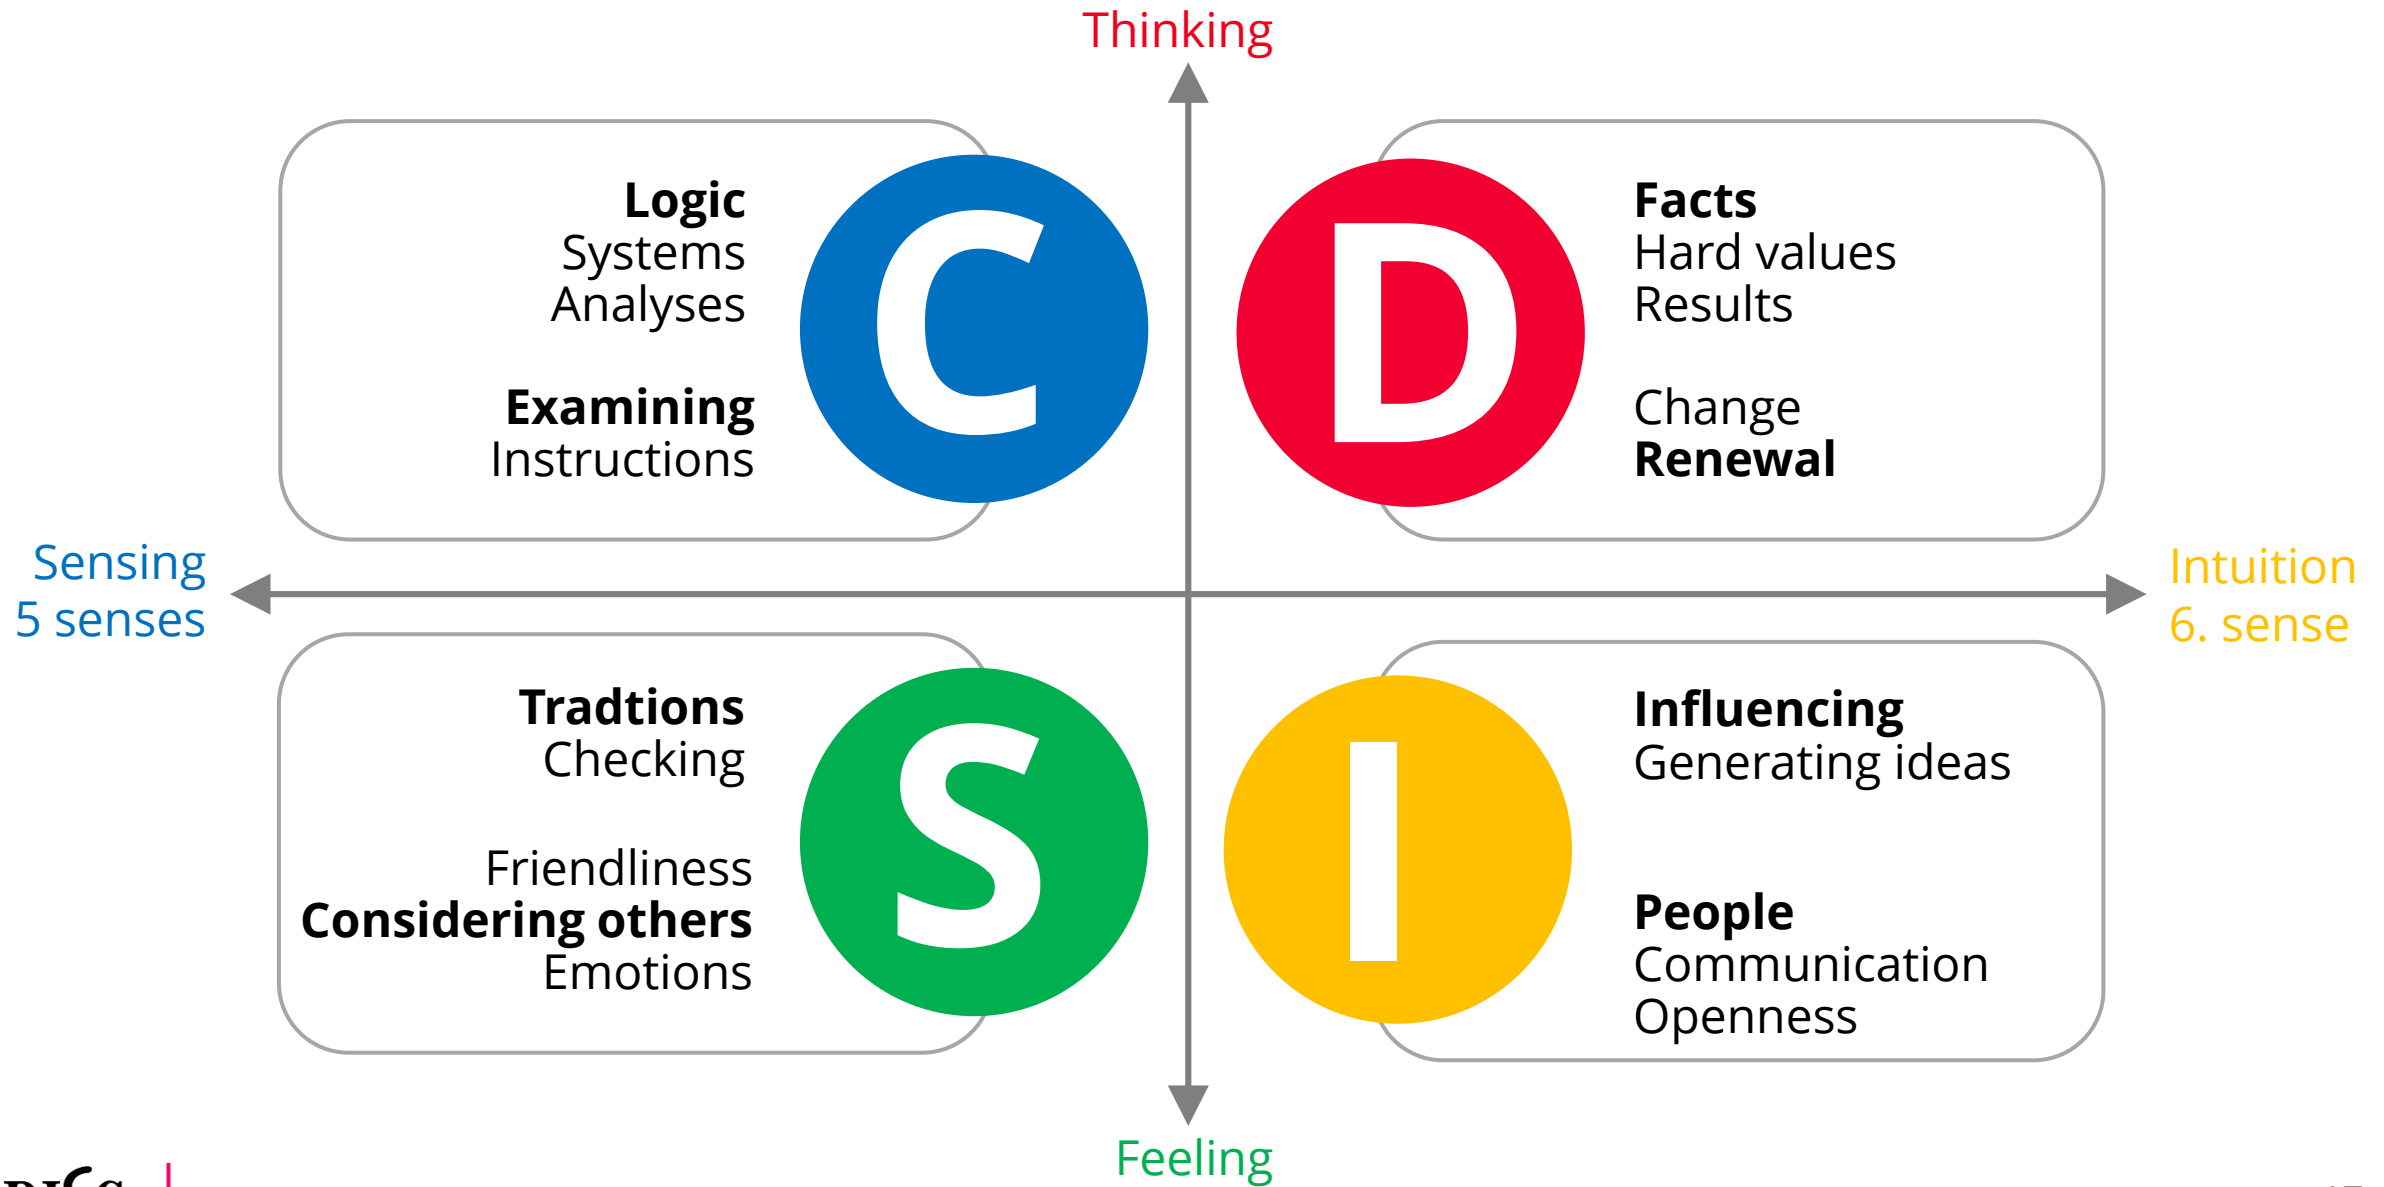 Thinking
Logic
Systems
Analyses
Examining
Instructions
C
D
Facts
Hard values
Results
Change
Renewal
Sensing
5 senses
Intuition
6. sense
Tradtions
Checking
Friendliness
Considering others
Emotions
S
I
Influencing
Generating ideas
People
Communication
Openness
Feeling